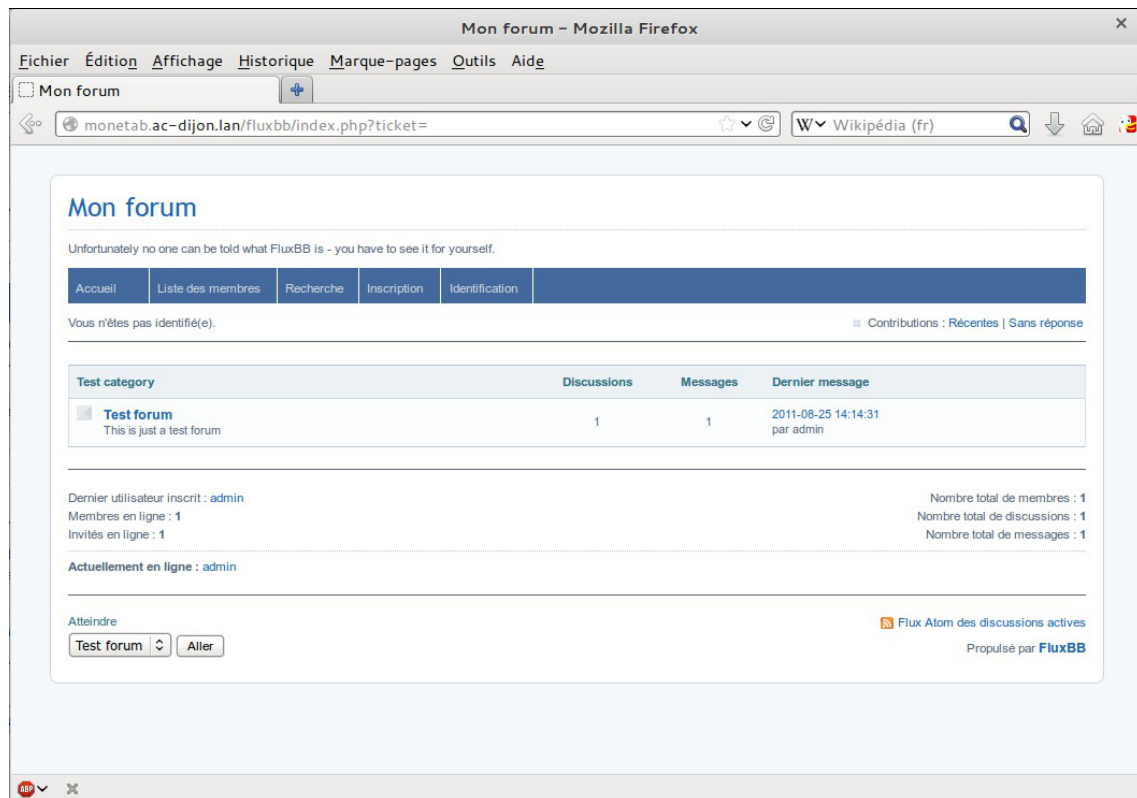 Mon forum - Mozilla Firefox
Fichier Édition Affichage Historique Marque-pages Outils Aide
Mon forum
monetab.ac-dijon.lan/fluxbb/index.php?ticket= W Wikipédia (fr)
Mon forum
Unfortunately no one can be told what FluxBB is - you have to see it for yourself.
Accueil Liste des membres Recherche Inscription Identification
Vous n'êtes pas identifié(e). Contributions : Récentes | Sans réponse
Test category Discussions Messages Dernier message
Test forum 1 1 2011-08-25 14:14:31
This is just a test forum par admin
Dernier utilisateur inscrit : admin Nombre total de membres : 1
Membres en ligne : 1 Nombre total de discussions : 1
Invités en ligne : 1 Nombre total de messages : 1
Actuellement en ligne : admin
Atteindre Flux Atom des discussions actives
Test forum Aller Propulsé par FluxBB
ABP